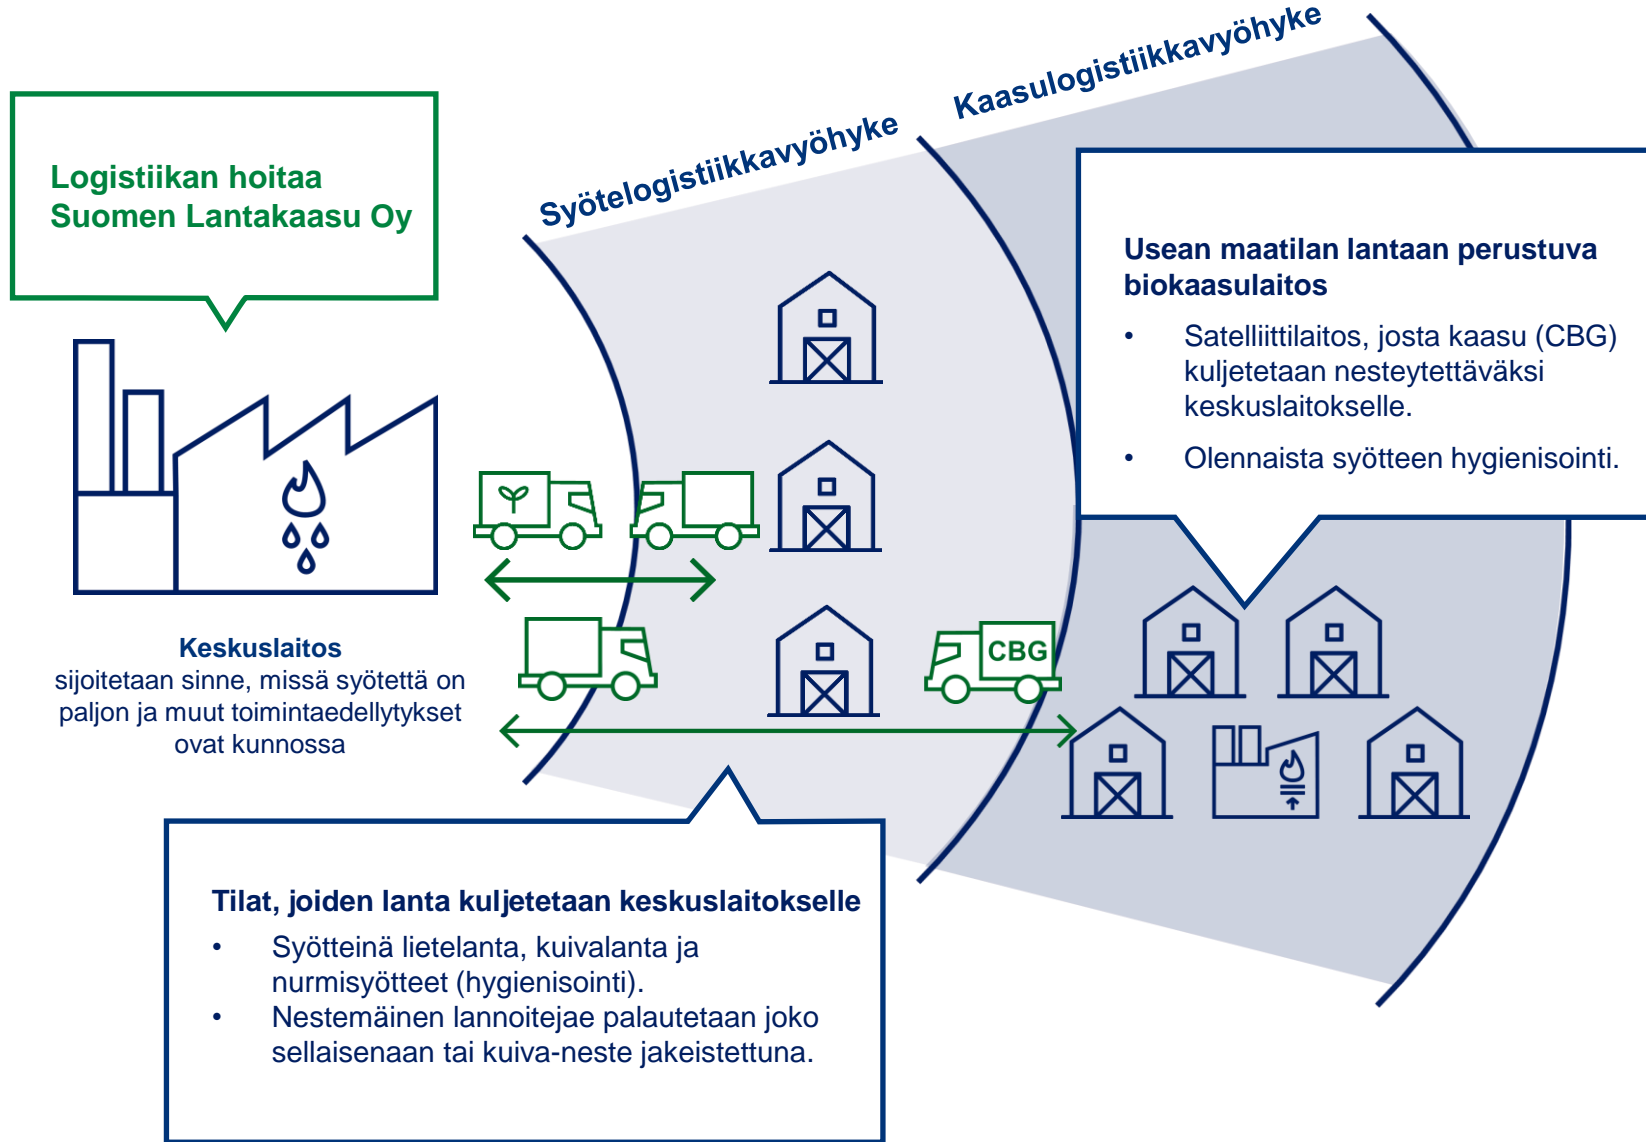 Kaasulogistiikkavyöhyke
Syötelogistiikkavyöhyke
Logistiikan hoitaa
Suomen Lantakaasu Oy
Usean maatilan lantaan perustuva
biokaasulaitos
• Satelliittilaitos, josta kaasu (CBG)
kuljetetaan nesteytettäväksi
keskuslaitokselle.
• Olennaista syötteen hygienisointi.
CBG
Keskuslaitos
sijoitetaan sinne, missä syötettä on
paljon ja muut toimintaedellytykset
ovat kunnossa
Tilat, joiden lanta kuljetetaan keskuslaitokselle
• Syötteinä lietelanta, kuivalanta ja
nurmisyötteet (hygienisointi).
• Nestemäinen lannoitejae palautetaan joko
sellaisenaan tai kuiva-neste jakeistettuna.